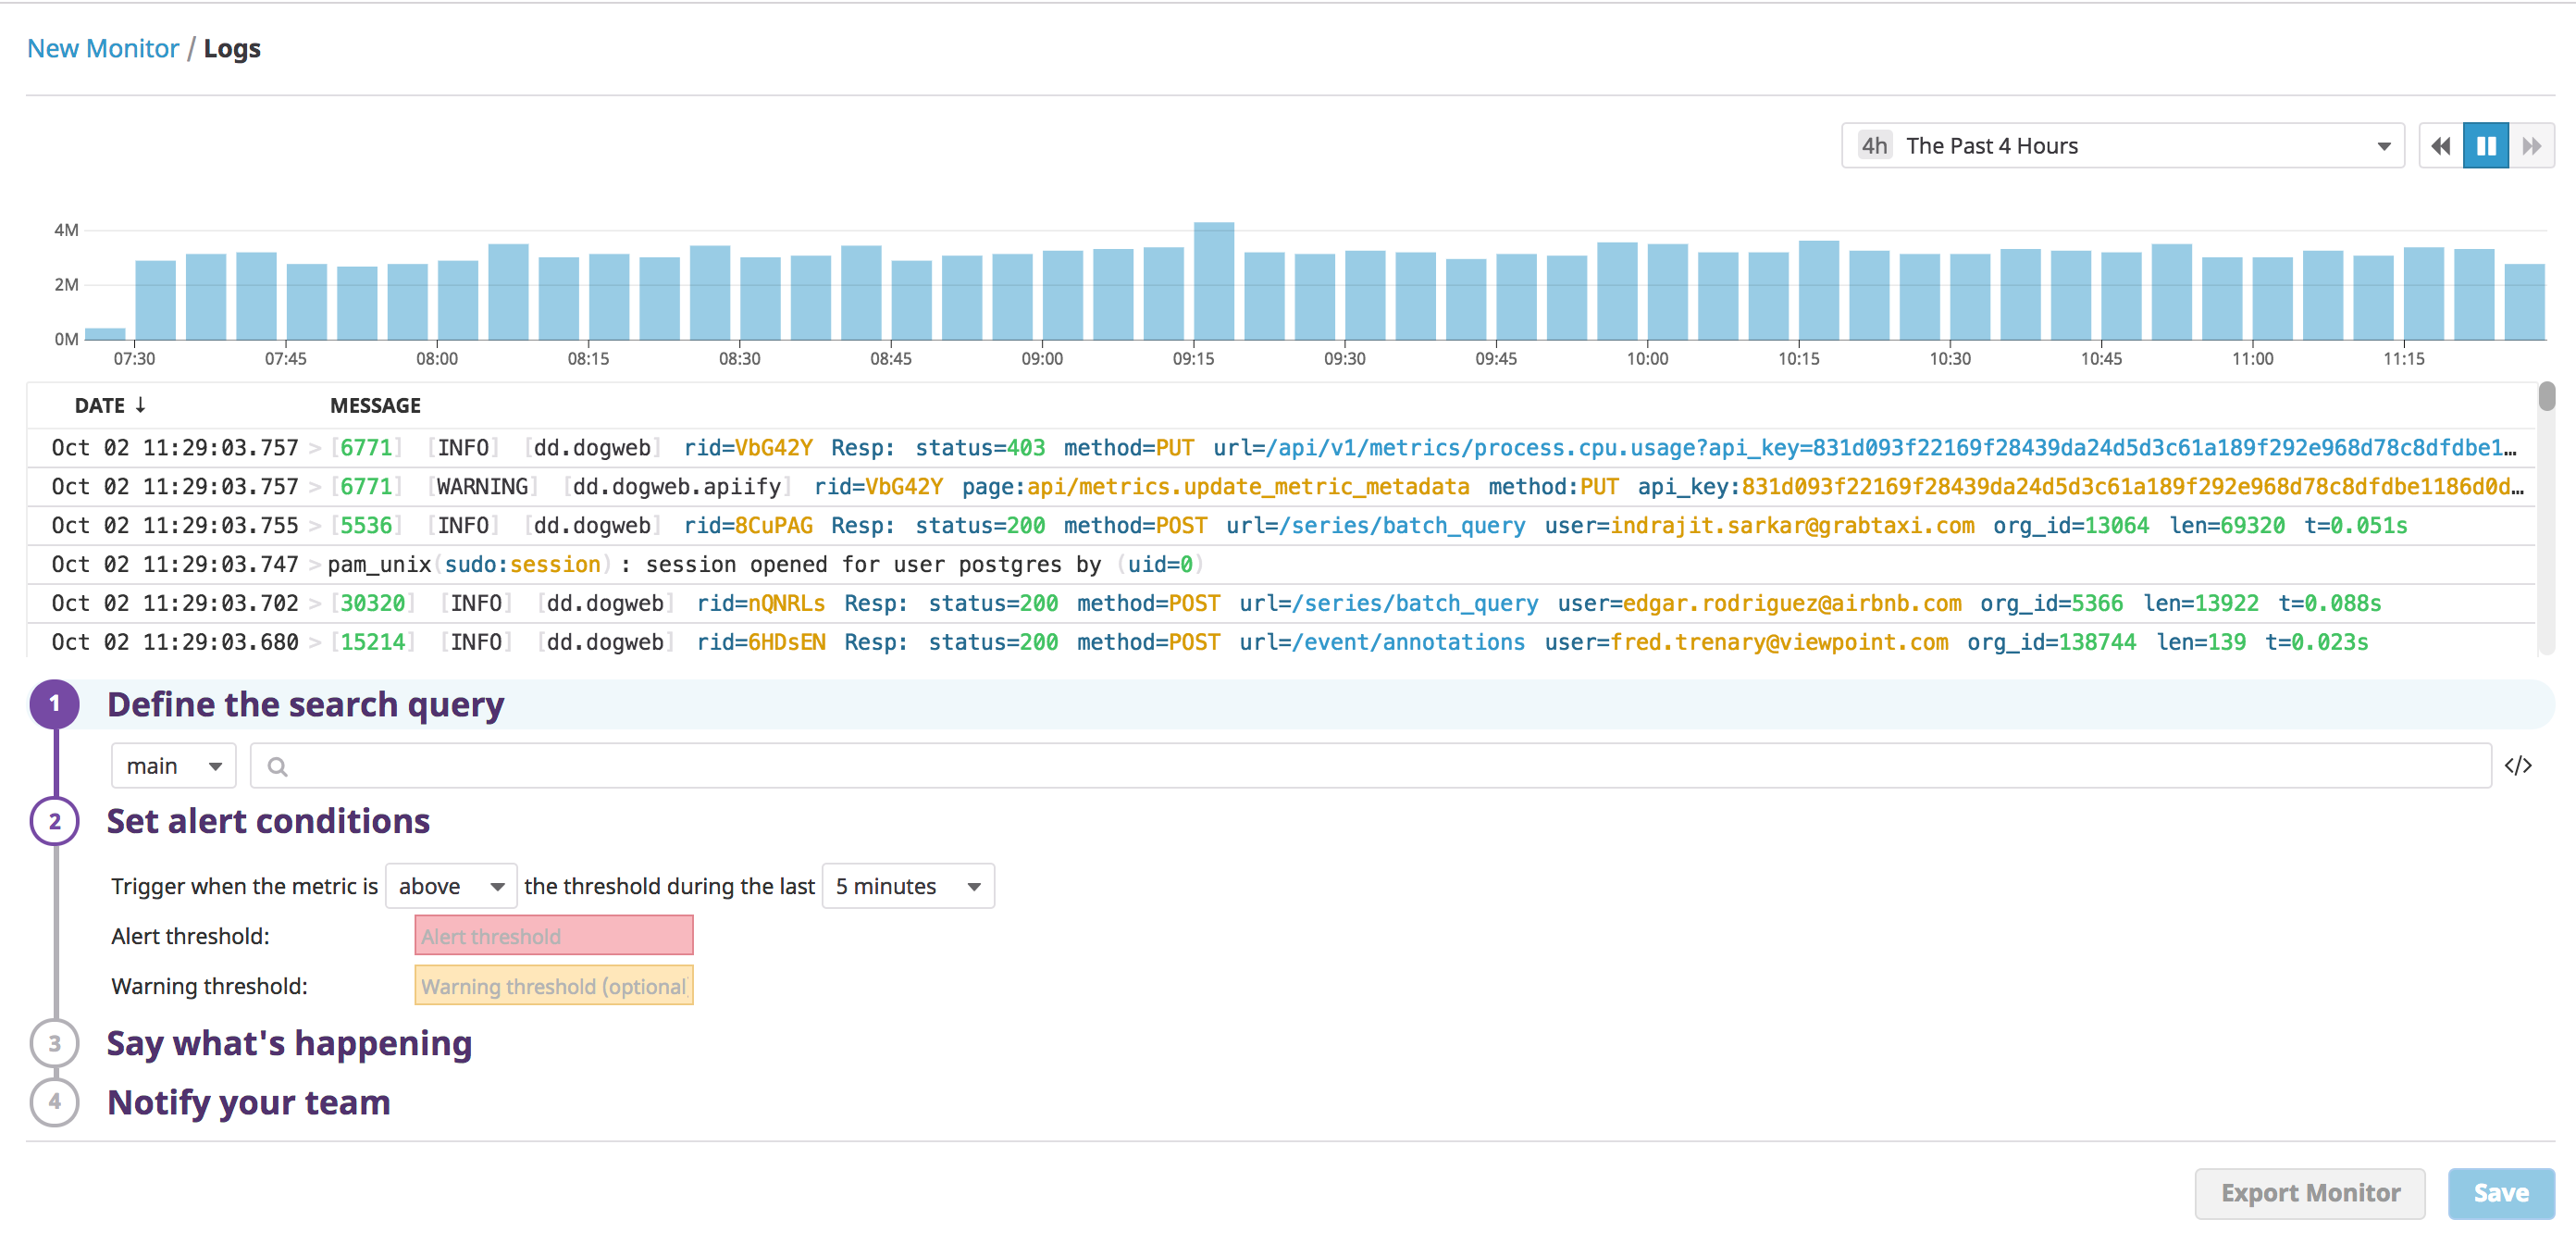 New Monitor / Logs
4h The Past 4 Hours
4M
2M
0M
07:30 07:45 08:00 08:15 08:30 08:45 09:00 09:15 09:30 09:45 10:00 10:15 10:30 10:45 11:00 11:15
DATE ↓ MESSAGE
Oct 02 11:29:03.757 > [6771] [INFO] [dd.dogweb] rid=VbG42Y Resp: status=403 method=PUT url=/api/v1/metrics/process.cpu.usage?api_key=831d093f22169f28439da24d5d3c61a189f292e968d78c8dfdbe1…
Oct 02 11:29:03.757 > [6771] [WARNING] [dd.dogweb.apiify] rid=VbG42Y page:api/metrics.update_metric_metadata method:PUT api_key:831d093f22169f28439da24d5d3c61a189f292e968d78c8dfdbe1186d0d…
Oct 02 11:29:03.755 > [5536] [INFO] [dd.dogweb] rid=8CuPAG Resp: status=200 method=POST url=/series/batch_query user=indrajit.sarkar@grabtaxi.com org_id=13064 len=69320 t=0.051s
Oct 02 11:29:03.747 > pam_unix(sudo:session) : session opened for user postgres by (uid=0)
Oct 02 11:29:03.702 > [30320] [INFO] [dd.dogweb] rid=nQNRLs Resp: status=200 method=POST url=/series/batch_query user=edgar.rodriguez@airbnb.com org_id=5366 len=13922 t=0.088s
Oct 02 11:29:03.680 > [15214] [INFO] [dd.dogweb] rid=6HDsEN Resp: status=200 method=POST url=/event/annotations user=fred.trenary@viewpoint.com org_id=138744 len=139 t=0.023s
1 Define the search query
main </>
2 Set alert conditions
Trigger when the metric is above the threshold during the last 5 minutes
Alert threshold: Alert threshold
Warning threshold: Warning threshold (optional
3 Say what's happening
4 Notify your team
Export Monitor Save